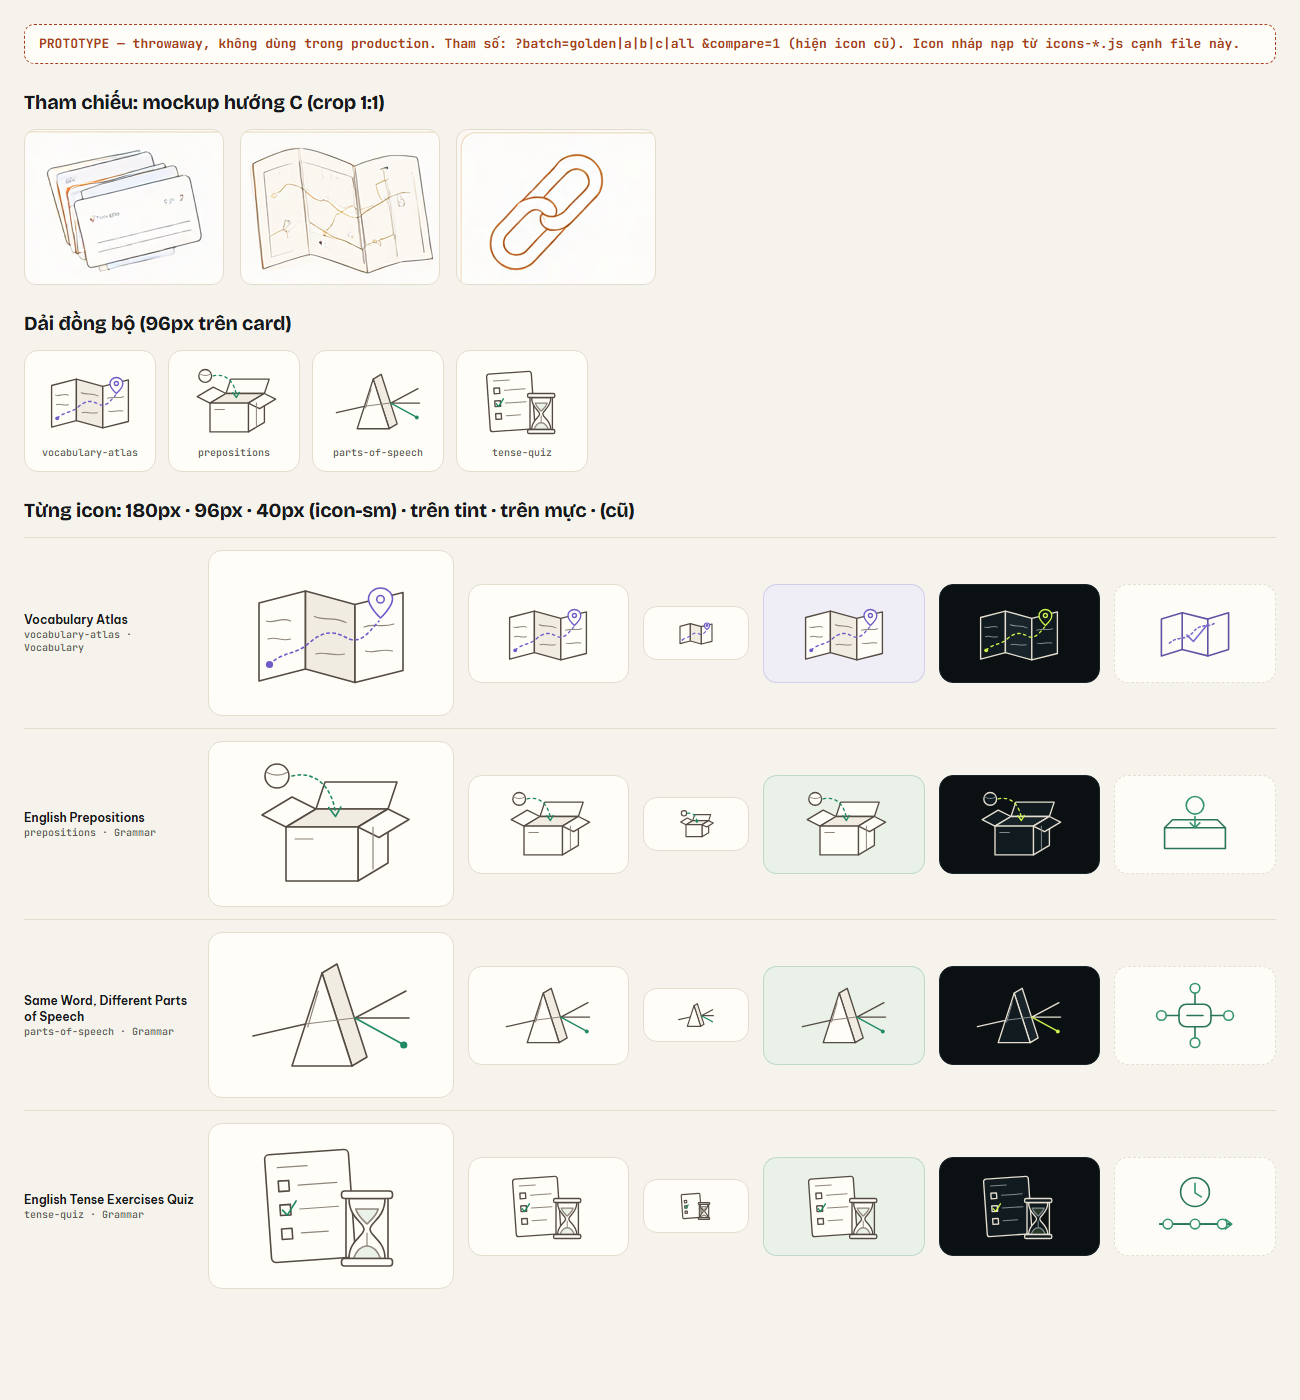 PROTOTYPE — throwaway, không dùng trong production. Tham số: ?batch=golden|a|b|c|all &compare=1 (hiện icon cũ). Icon nháp nạp từ icons-*.js cạnh file này.
Tham chiếu: mockup hướng C (crop 1:1)
Dải đồng bộ (96px trên card)
vocabulary-atlas
prepositions
parts-of-speech
tense-quiz
Từng icon: 180px · 96px · 40px (icon-sm) · trên tint · trên mực · (cũ)
Vocabulary Atlas
vocabulary-atlas ·
Vocabulary
English Prepositions
prepositions · Grammar
Same Word, Different Parts
of Speech
parts-of-speech · Grammar
English Tense Exercises Quiz
tense-quiz · Grammar